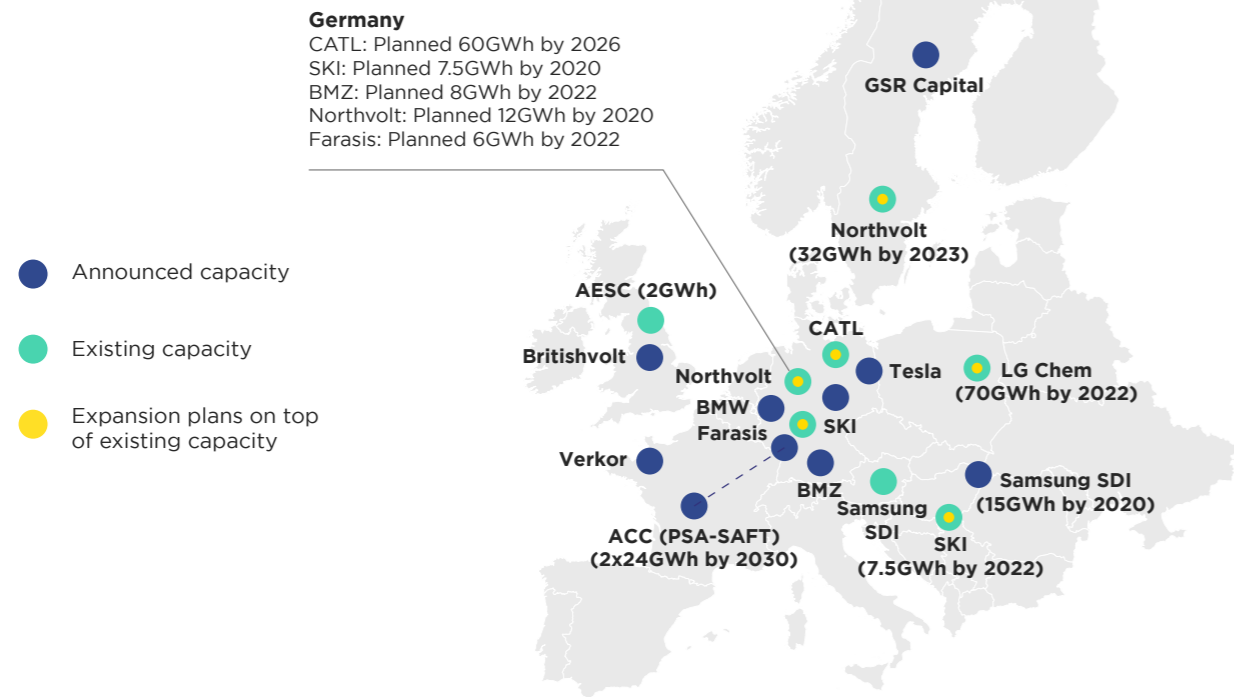 Germany
CATL: Planned 60GWh by 2026
SKI: Planned 7.5GWh by 2020
BMZ: Planned 8GWh by 2022
Northvolt: Planned 12GWh by 2020
Farasis: Planned 6GWh by 2022
Announced capacity
Existing capacity
Expansion plans on top
of existing capacity
GSR Capital
Northvolt
(32GWh by 2023)
AESC (2GWh)
Britishvolt
CATL
Northvolt
Tesla
LG Chem
(70GWh by 2022)
BMW
SKI
Farasis
Verkor
BMZ
Samsung
SDI
Samsung SDI
(15GWh by 2020)
SKI
(7.5GWh by 2022)
ACC (PSA-SAFT)
(2x24GWh by 2030)